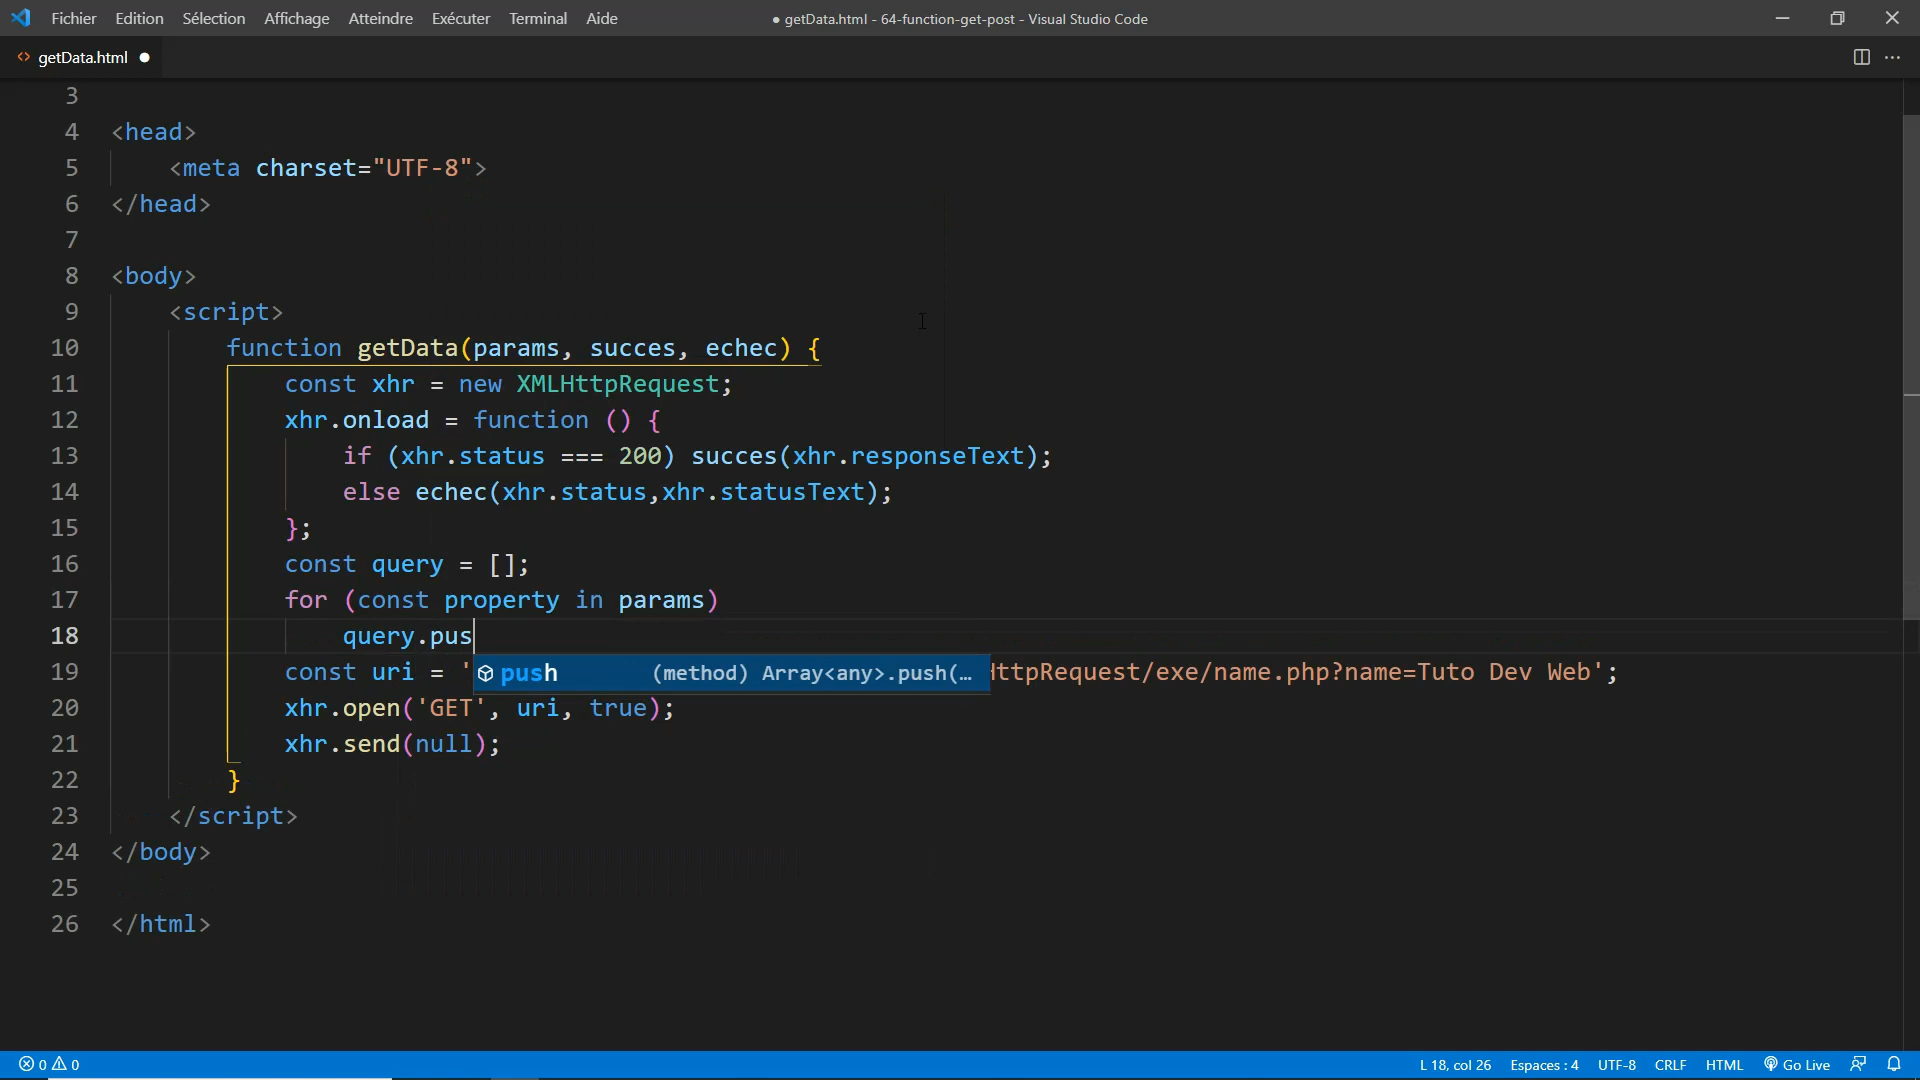 Fichier Edition Sélection Affichage Atteindre Exécuter Terminal Aide ● getData.html - 64-function-get-post - Visual Studio Code
<> getData.html ●
3
4 <head>
5 <meta charset="UTF-8">
6 </head>
7
8 <body>
9 <script>
10 function getData(params, succes, echec) {
11 const xhr = new XMLHttpRequest;
12 xhr.onload = function () {
13 if (xhr.status === 200) succes(xhr.responseText);
14 else echec(xhr.status,xhr.statusText);
15 };
16 const query = [];
17 for (const property in params)
18 query.pus
19 const uri = ' push (method) Array<any>.push(… HttpRequest/exe/name.php?name=Tuto Dev Web';
20 xhr.open('GET', uri, true);
21 xhr.send(null);
22 }
23 </script>
24 </body>
25
26 </html>
0 0 L 18, col 26 Espaces : 4 UTF-8 CRLF HTML Go Live